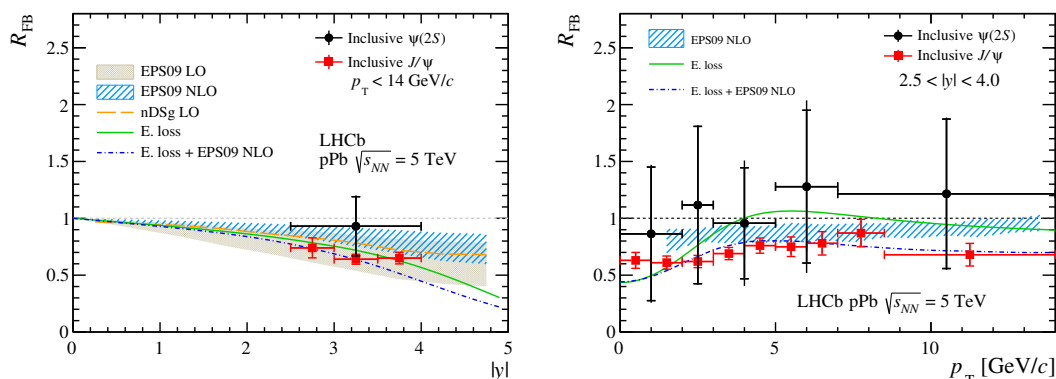 R_FB
Inclusive ψ(2S)
Inclusive J/ψ
p_T < 14 GeV/c
EPS09 LO
EPS09 NLO
nDSg LO
E. loss
E. loss + EPS09 NLO
LHCb
pPb √s_NN = 5 TeV
3
2.5
2
1.5
1
0.5
0
0 1 2 3 4 5
|y|
R_FB
EPS09 NLO
E. loss
E. loss + EPS09 NLO
Inclusive ψ(2S)
Inclusive J/ψ
2.5 < |y| < 4.0
LHCb pPb √s_NN = 5 TeV
3
2.5
2
1.5
1
0.5
0
0 5 10
p_T [GeV/c]